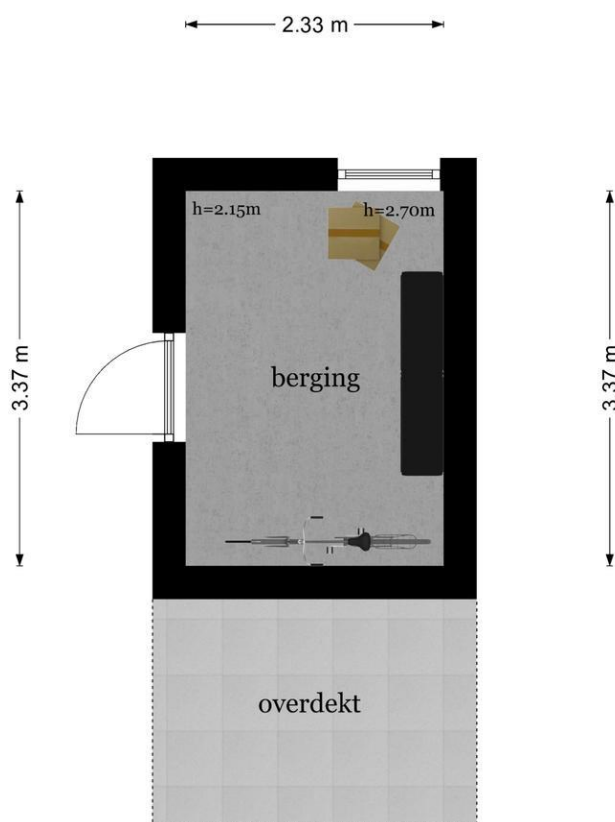 2.33 m
h=2.15m
h=2.70m
3.37 m
berging
3.37 m
overdekt